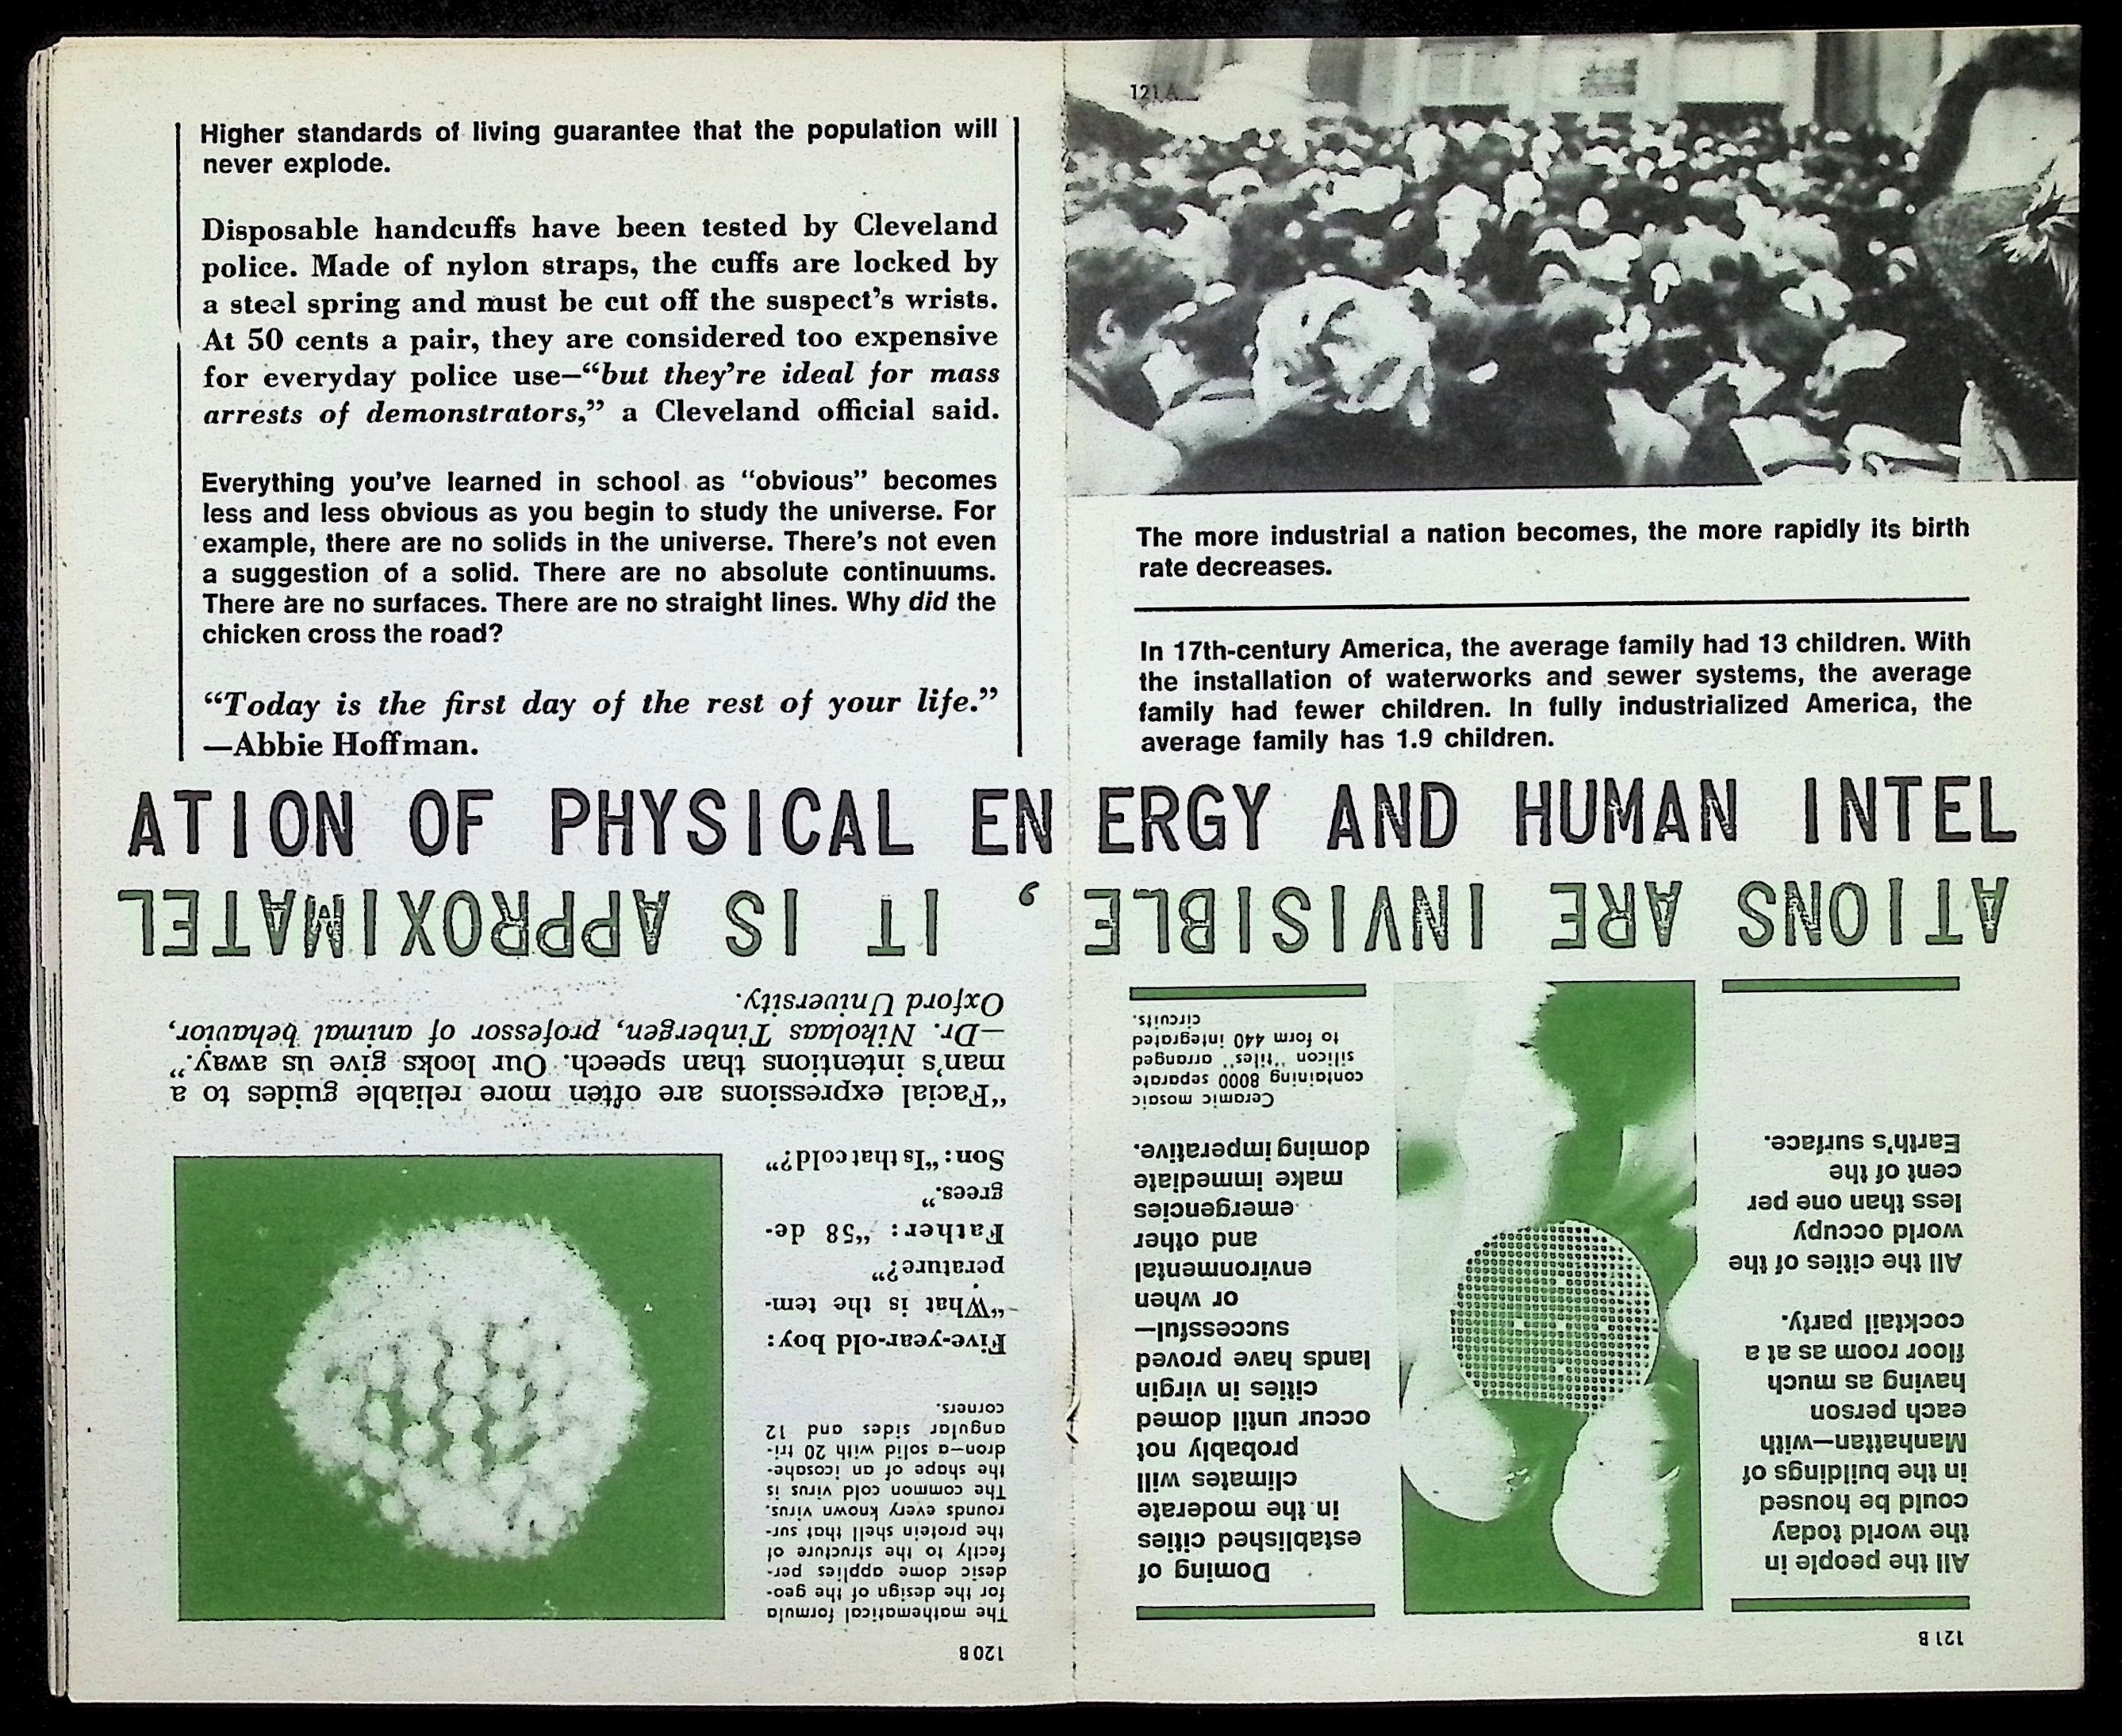 Higher standards of living guarantee that the population will
never explode.
Disposable handcuffs have been tested by Cleveland
police. Made of nylon straps, the cuffs are locked by
a steel spring and must be cut off the suspect's wrists.
At 50 cents a pair, they are considered too expensive
for everyday police use—“but they're ideal for mass
arrests of demonstrators,” a Cleveland official said.
Everything you've learned in school as “obvious” becomes
less and less obvious as you begin to study the universe. For
example, there are no solids in the universe. There's not even
a suggestion of a solid. There are no absolute continuums.
There are no surfaces. There are no straight lines. Why did the
chicken cross the road?
“Today is the first day of the rest of your life.”
—Abbie Hoffman.
121 A
The more industrial a nation becomes, the more rapidly its birth
rate decreases.
In 17th-century America, the average family had 13 children. With
the installation of waterworks and sewer systems, the average
family had fewer children. In fully industrialized America, the
average family has 1.9 children.
ATION OF PHYSICAL ENERGY AND HUMAN INTEL
ATIONS ARE INVISIBLE, IT IS APPROXIMATEL
121 B
All the people in
the world today
could be housed
in the buildings of
Manhattan—with
each person
having as much
floor room as at a
cocktail party.
All the cities of the
world occupy
less than one per
cent of the
Earth's surface.
Doming of
established cities
in the moderate
climates will
probably not
occur until domed
cities in virgin
lands have proved
successful—
or when
environmental
and other
emergencies
make immediate
doming imperative.
Ceramic mosaic
containing 8000 separate
silicon “tiles” arranged
to form 440 integrated
circuits.
120 B
The mathematical formula
for the design of the geo-
desic dome applies per-
fectly to the structure of
the protein shell that sur-
rounds every known virus.
The common cold virus is
the shape of an icosahe-
dron—a solid with 20 tri-
angular sides and 12
corners.
Five-year-old boy:
“What is the tem-
perature?”
Father: “58 de-
grees.”
Son: “Is that cold?”
“Facial expressions are often more reliable guides to a
man's intentions than speech. Our looks give us away.”
—Dr. Nikolaas Tinbergen, professor of animal behavior,
Oxford University.